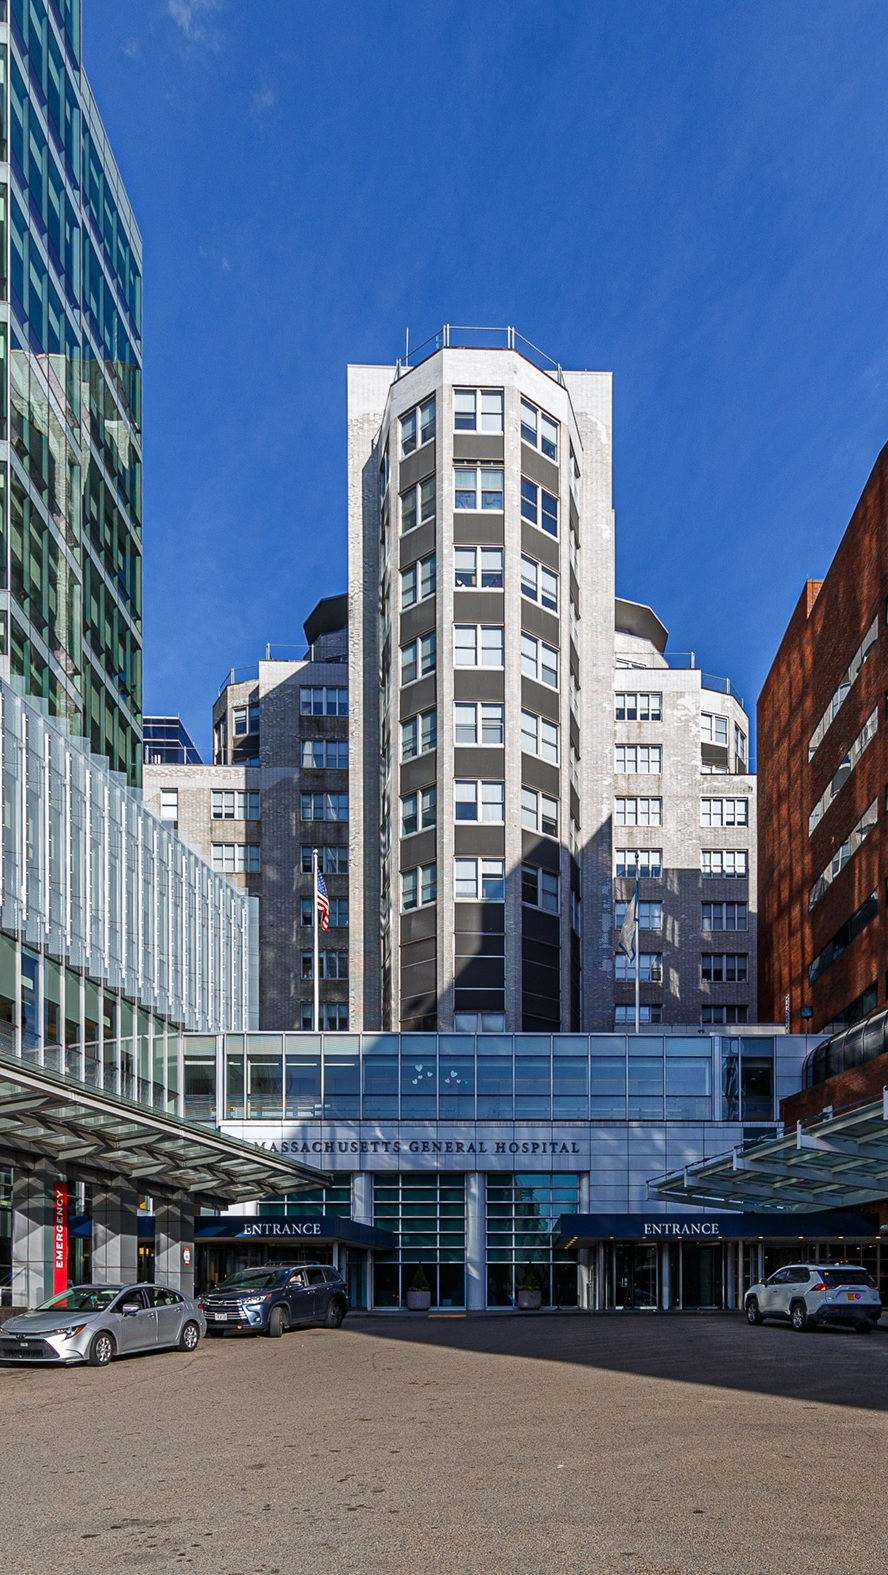 MASSACHUSETTS GENERAL HOSPITAL
ENTRANCE
ENTRANCE
EMERGENCY